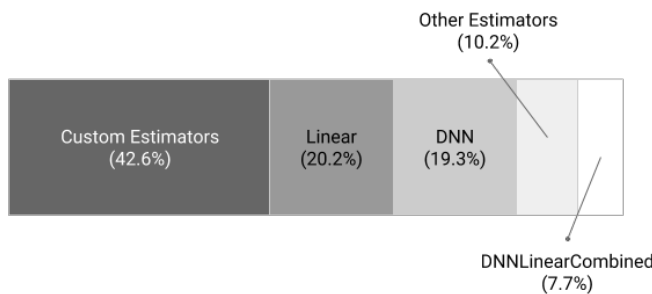 Other Estimators
(10.2%)
Custom Estimators
(42.6%)
Linear
(20.2%)
DNN
(19.3%)
DNNLinearCombined
(7.7%)